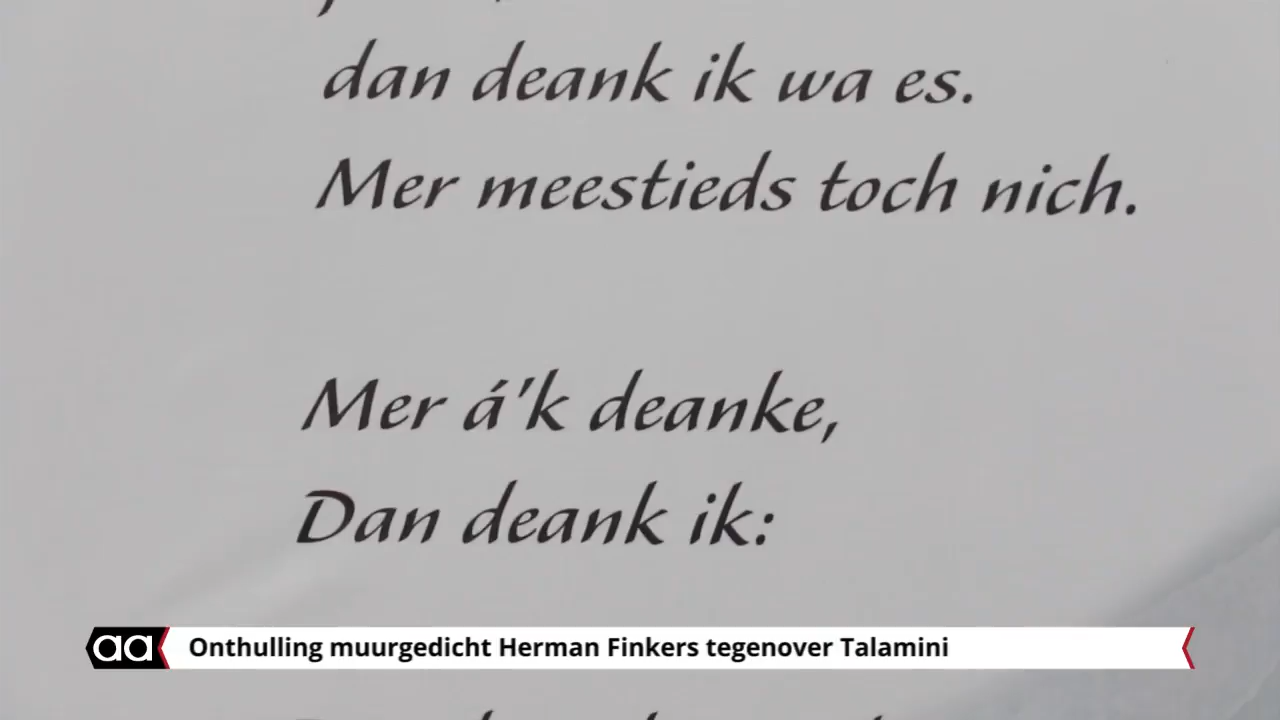 dan deank ik wa es.
Mer meestieds toch nich.
Mer á'k deanke,
Dan deank ik:
aa Onthulling muurgedicht Herman Finkers tegenover Talamini